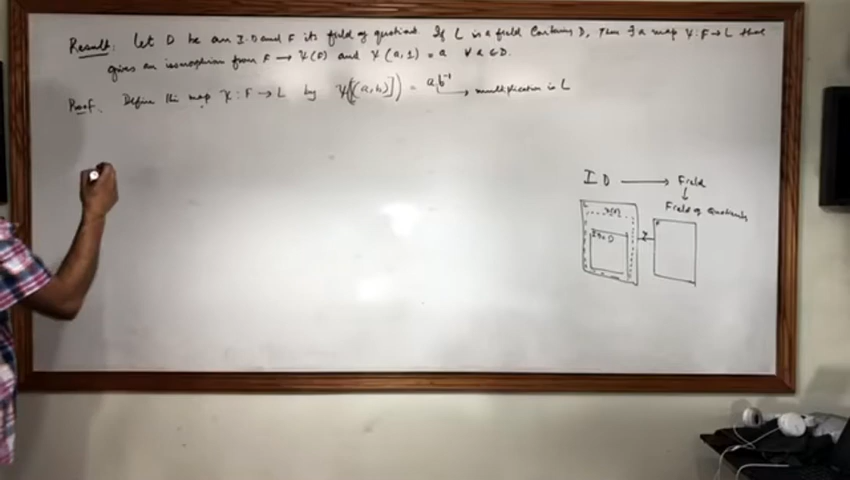 Result: Let D be an I.D and F its field of quotient. If L is a field containing D, then ∃ a map ψ: F → L that
gives an isomorphism from F → ψ(F) and ψ(a,1) = a ∀ a ∈ D.
Proof. Define this map ψ: F → L by ψ([(a,b)]) = ab⁻¹
→ multiplication in L
I D → Field
↓
Field of Quotients
L
ψ(F)
D
F